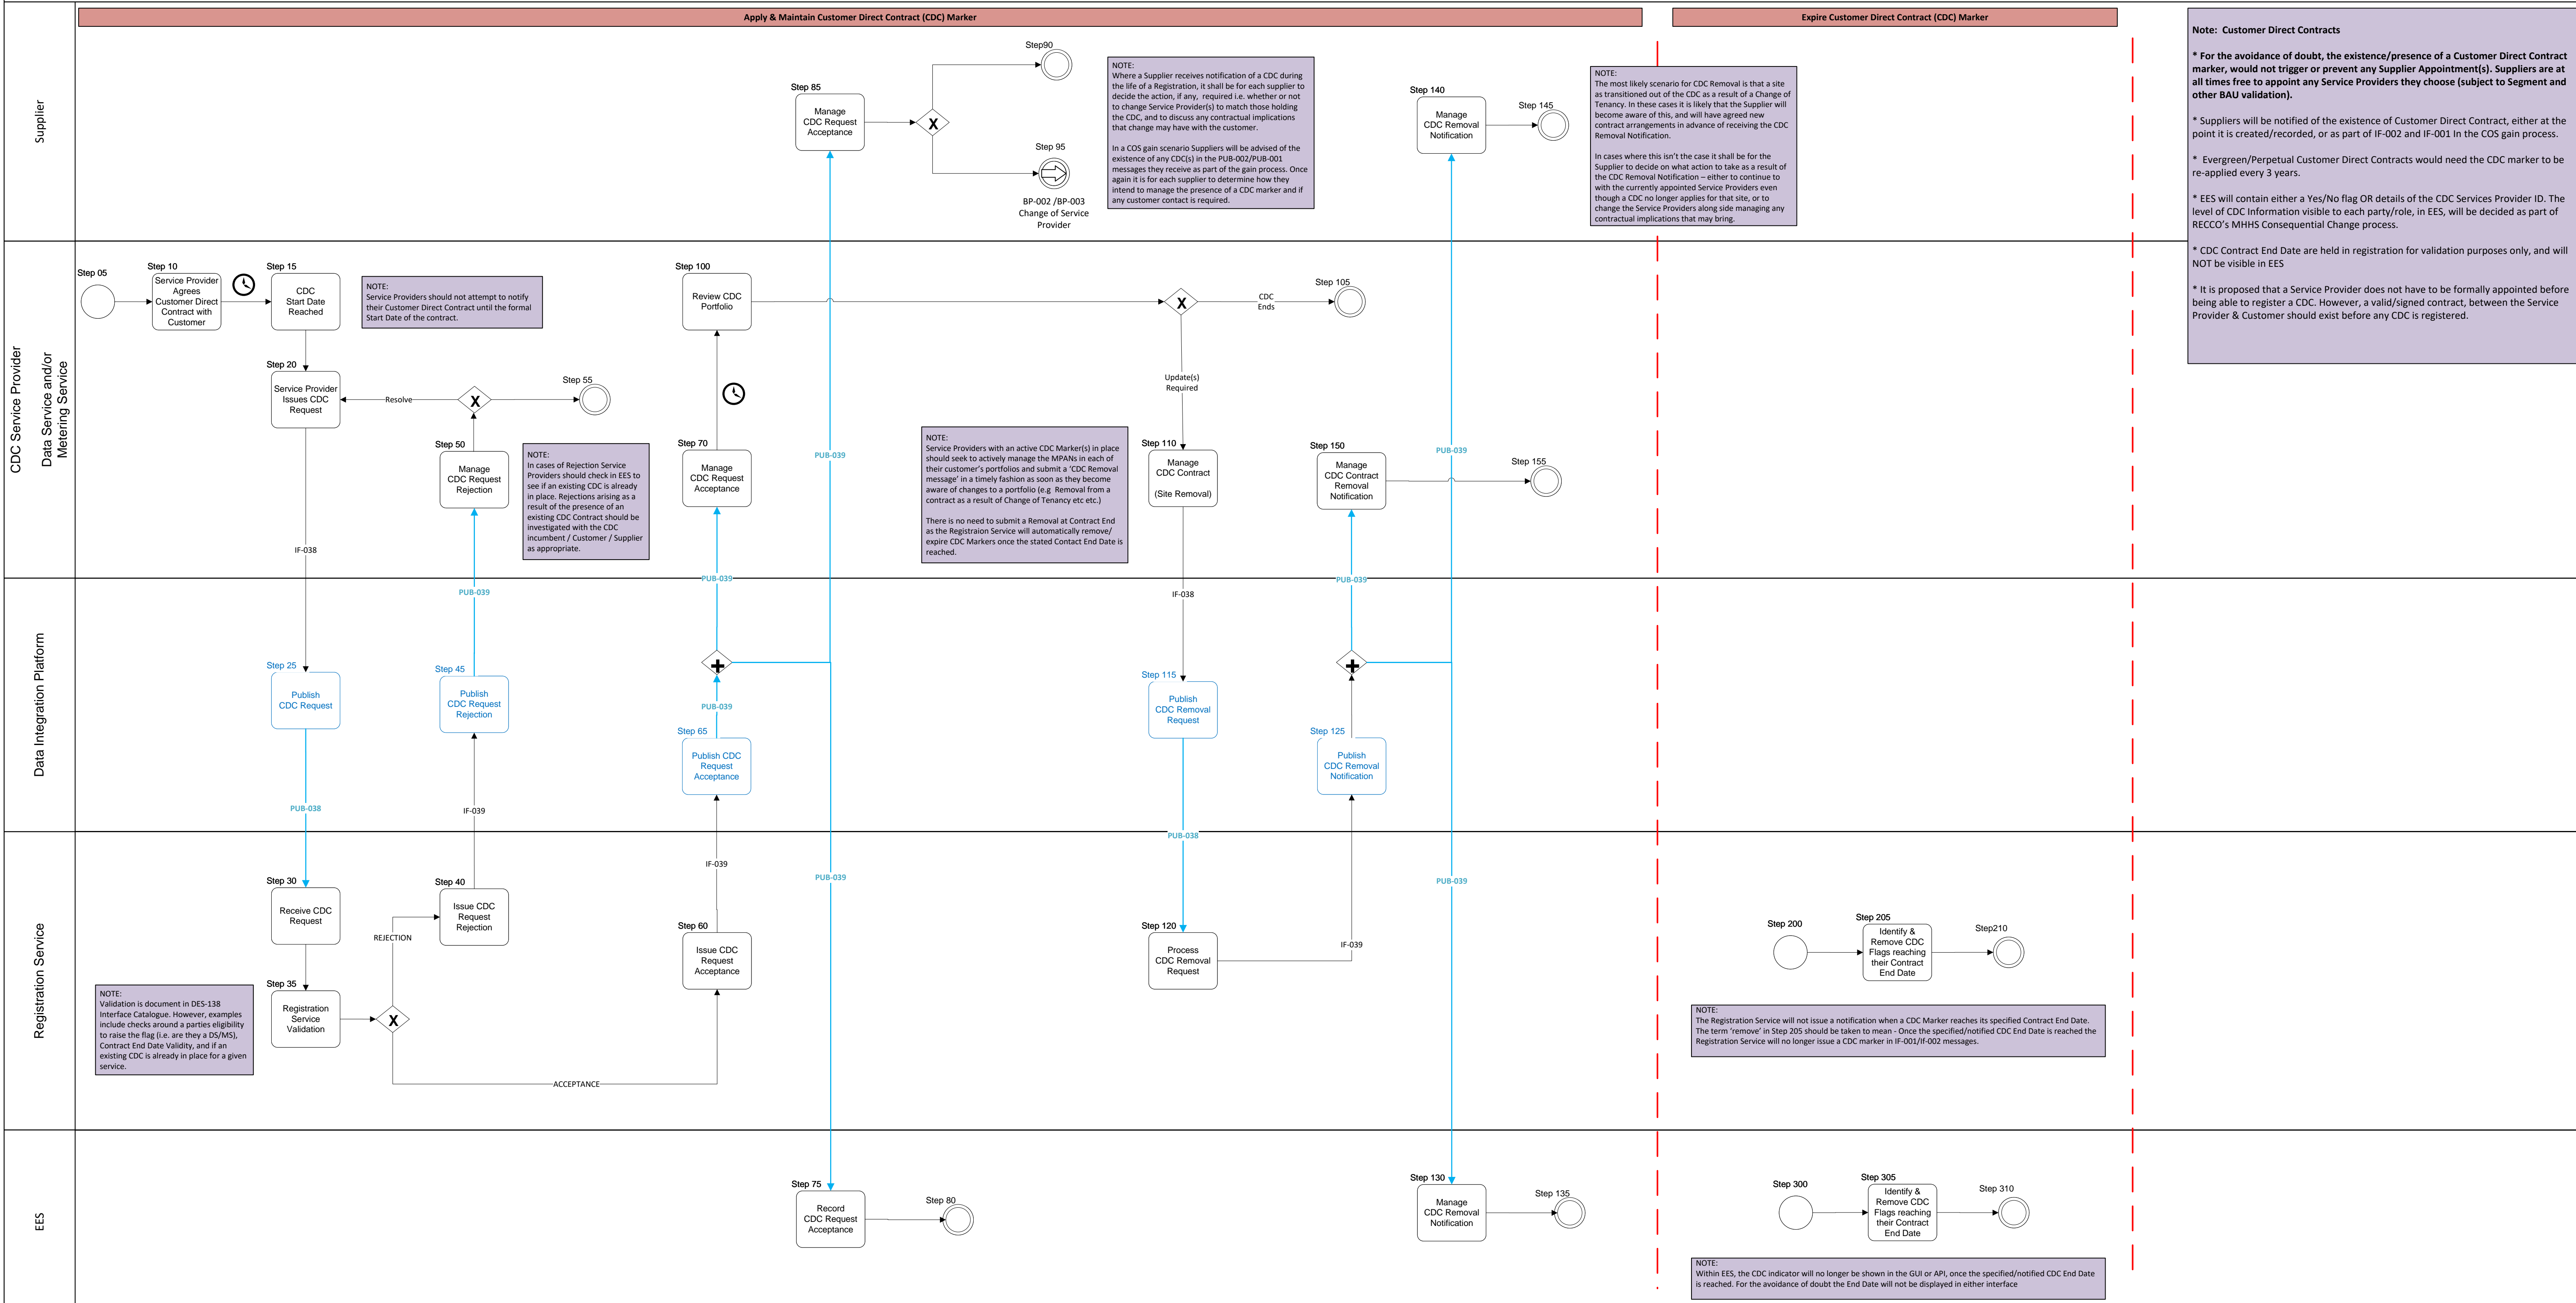 Apply & Maintain Customer Direct Contract (CDC) Marker
Expire Customer Direct Contract (CDC) Marker
Supplier
Step 85
Manage
CDC Request
Acceptance
X
Step90
Step 95
BP-002 /BP-003
Change of Service
Provider
NOTE:
Where a Supplier receives notification of a CDC during
the life of a Registration, it shall be for each supplier to
decide the action, if any,  required i.e. whether or not
to change Service Provider(s) to match those holding
the CDC, and to discuss any contractual implications
that change may have with the customer.
In a COS gain scenario Suppliers will be advised of the
existence of any CDC(s) in the PUB-002/PUB-001
messages they receive as part of the gain process. Once
again it is for each supplier to determine how they
intend to manage the presence of a CDC marker and if
any customer contact is required.
Step 140
Manage
CDC Removal
Notification
Step 145
NOTE:
The most likely scenario for CDC Removal is that a site
as transitioned out of the CDC as a result of a Change of
Tenancy. In these cases it is likely that the Supplier will
become aware of this, and will have agreed new
contract arrangements in advance of receiving the CDC
Removal Notification.
In cases where this isn't the case it shall be for the
Supplier to decide on what action to take as a result of
the CDC Removal Notification – either to continue to
with the currently appointed Service Providers even
though a CDC no longer applies for that site, or to
change the Service Providers along side managing any
contractual implications that may bring.
Note:  Customer Direct Contracts
* For the avoidance of doubt, the existence/presence of a Customer Direct Contract
marker, would not trigger or prevent any Supplier Appointment(s). Suppliers are at
all times free to appoint any Service Providers they choose (subject to Segment and
other BAU validation).
* Suppliers will be notified of the existence of Customer Direct Contract, either at the
point it is created/recorded, or as part of IF-002 and IF-001 In the COS gain process.
*  Evergreen/Perpetual Customer Direct Contracts would need the CDC marker to be
re-applied every 3 years.
* EES will contain either a Yes/No flag OR details of the CDC Services Provider ID. The
level of CDC Information visible to each party/role, in EES, will be decided as part of
RECCO's MHHS Consequential Change process.
* CDC Contract End Date are held in registration for validation purposes only, and will
NOT be visible in EES
* It is proposed that a Service Provider does not have to be formally appointed before
being able to register a CDC. However, a valid/signed contract, between the Service
Provider & Customer should exist before any CDC is registered.
CDC Service Provider
Data Service and/or
Metering Service
Step 05
Step 10
Service Provider
Agrees
Customer Direct
Contract with
Customer
Step 15
CDC
Start Date
Reached
NOTE:
Service Providers should not attempt to notify
their Customer Direct Contract until the formal
Start Date of the contract.
Step 20
Service Provider
Issues CDC
Request
Resolve
X
Step 55
Step 50
Manage
CDC Request
Rejection
NOTE:
In cases of Rejection Service
Providers should check in EES to
see if an existing CDC is already
in place. Rejections arising as a
result of the presence of an
existing CDC Contract should be
investigated with the CDC
incumbent / Customer / Supplier
as appropriate.
IF-038
Step 100
Review CDC
Portfolio
Step 70
Manage
CDC Request
Acceptance
PUB-039
NOTE:
Service Providers with an active CDC Marker(s) in place
should seek to actively manage the MPANs in each of
their customer's portfolios and submit a 'CDC Removal
message' in a timely fashion as soon as they become
aware of changes to a portfolio (e.g  Removal from a
contract as a result of Change of Tenancy etc etc.)
There is no need to submit a Removal at Contract End
as the Registraion Service will automatically remove/
expire CDC Markers once the stated Contact End Date is
reached.
X
CDC
Ends
Step 105
Update(s)
Required
Step 110
Manage
CDC Contract
(Site Removal)
Step 150
Manage
CDC Contract
Removal
Notification
PUB-039
Step 155
Data Integration Platform
Step 25
Publish
CDC Request
PUB-038
PUB-039
Step 45
Publish
CDC Request
Rejection
IF-039
PUB-039
PUB-039
Step 65
Publish CDC
Request
Acceptance
IF-038
Step 115
Publish
CDC Removal
Request
PUB-039
Step 125
Publish
CDC Removal
Notification
PUB-038
Registration Service
Step 30
Receive CDC
Request
Step 35
Registration
Service
Validation
X
REJECTION
ACCEPTANCE
Step 40
Issue CDC
Request
Rejection
NOTE:
Validation is document in DES-138
Interface Catalogue. However, examples
include checks around a parties eligibility
to raise the flag (i.e. are they a DS/MS),
Contract End Date Validity, and if an
existing CDC is already in place for a given
service.
IF-039
Step 60
Issue CDC
Request
Acceptance
PUB-039
Step 120
Process
CDC Removal
Request
IF-039
PUB-039
Step 200
Step 205
Identify &
Remove CDC
Flags reaching
their Contract
End Date
Step210
NOTE:
The Registration Service will not issue a notification when a CDC Marker reaches its specified Contract End Date.
The term 'remove' in Step 205 should be taken to mean - Once the specified/notified CDC End Date is reached the
Registration Service will no longer issue a CDC marker in IF-001/If-002 messages.
EES
Step 75
Record
CDC Request
Acceptance
Step 80
Step 130
Manage
CDC Removal
Notification
Step 135
Step 300
Step 305
Identify &
Remove CDC
Flags reaching
their Contract
End Date
Step 310
NOTE:
Within EES, the CDC indicator will no longer be shown in the GUI or API, once the specified/notified CDC End Date
is reached. For the avoidance of doubt the End Date will not be displayed in either interface